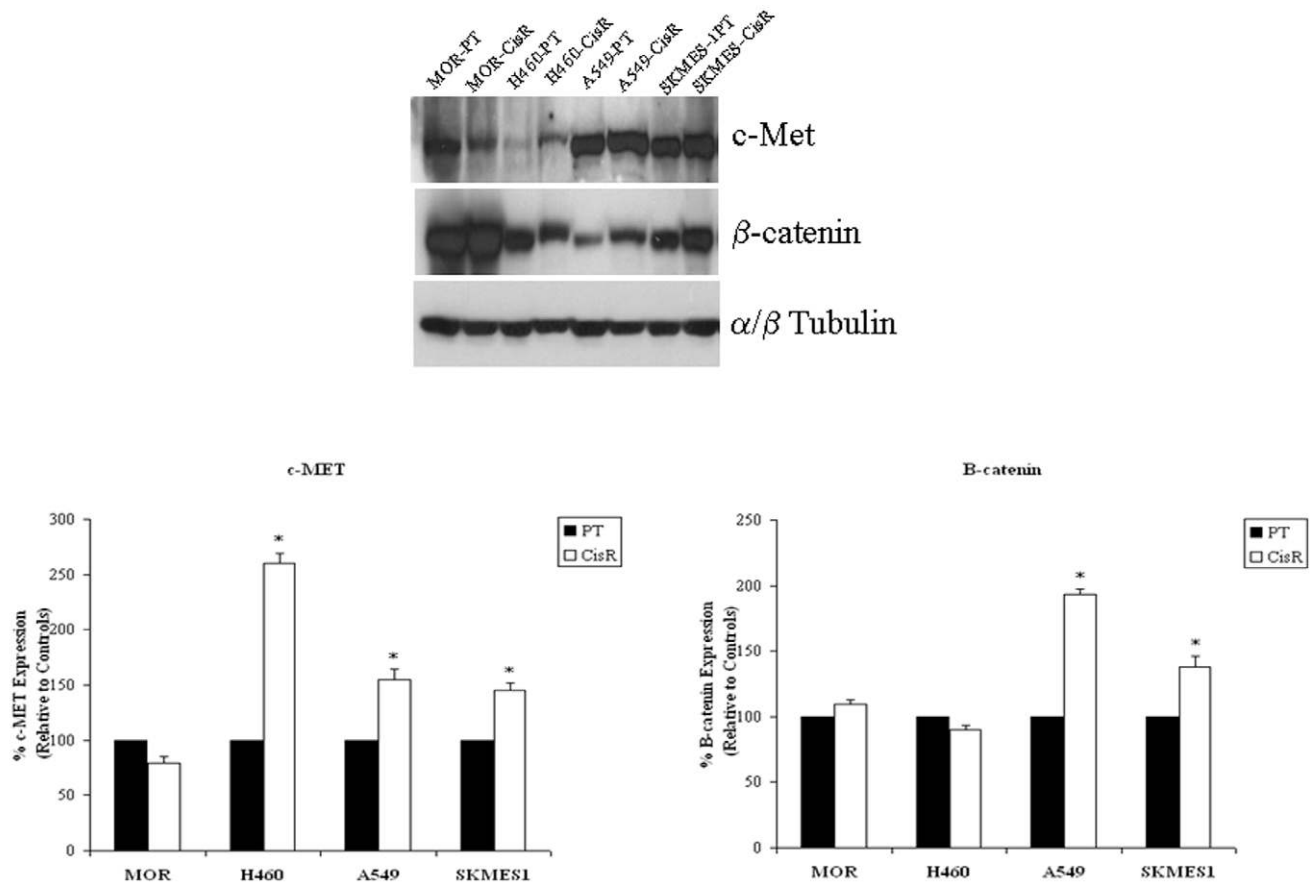 MOR-PT
MOR-CisR
H460-PT
H460-CisR
A549-PT
A549-CisR
SKMES-1PT
SKMES-CisR
c-Met
β-catenin
α/β Tubulin
c-MET
% c-MET Expression
(Relative to Controls)
300
250
200
150
100
50
0
*
*
*
PT
CisR
MOR H460 A549 SKMES1
B-catenin
% B-catenin Expression
(Relative to Controls)
250
200
150
100
50
0
*
*
PT
CisR
MOR H460 A549 SKMES1